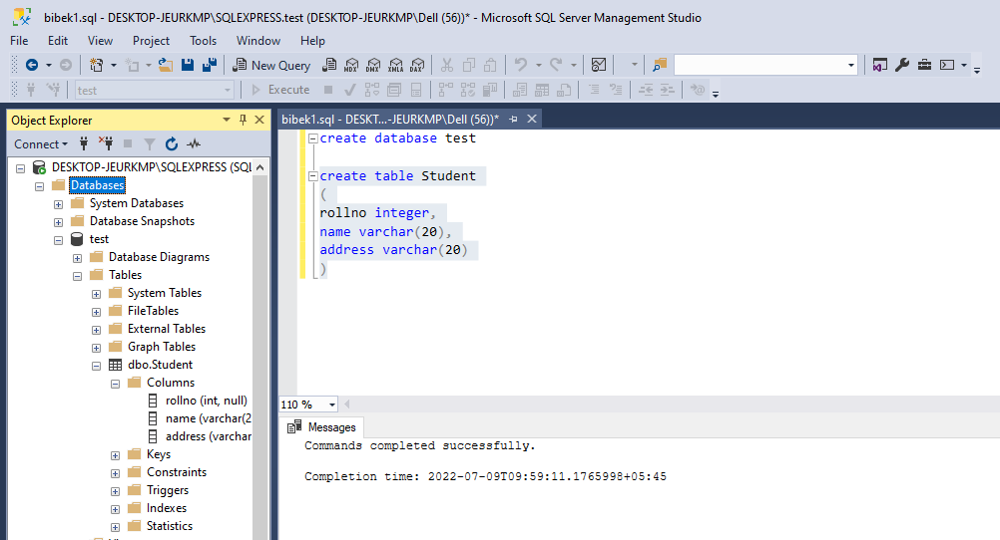 bibek1.sql - DESKTOP-JEURKMP\SQLEXPRESS.test (DESKTOP-JEURKMP\Dell (56))* - Microsoft SQL Server Management Studio
File Edit View Project Tools Window Help
New Query MDX DMX XMLA DAX
test Execute
Object Explorer
Connect
DESKTOP-JEURKMP\SQLEXPRESS (SQL
Databases
System Databases
Database Snapshots
test
Database Diagrams
Tables
System Tables
FileTables
External Tables
Graph Tables
dbo.Student
Columns
rollno (int, null)
name (varchar(2
address (varchar
Keys
Constraints
Triggers
Indexes
Statistics
bibek1.sql - DESKT...-JEURKMP\Dell (56))*
create database test
create table Student
(
rollno integer,
name varchar(20),
address varchar(20)
)
110 %
Messages
Commands completed successfully.
Completion time: 2022-07-09T09:59:11.1765998+05:45